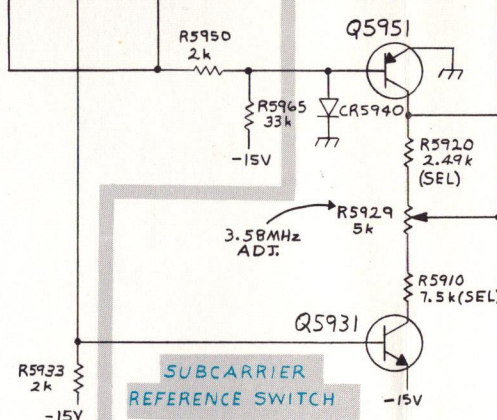 Q5951
R5950
2k
R5965
33k
CR5940
-15V
R5920
2.49k
(SEL)
R5929
5k
3.58MHz
ADJ.
R5910
7.5k(SEL)
Q5931
R5933
2k
-15V
SUBCARRIER
REFERENCE SWITCH
-15V